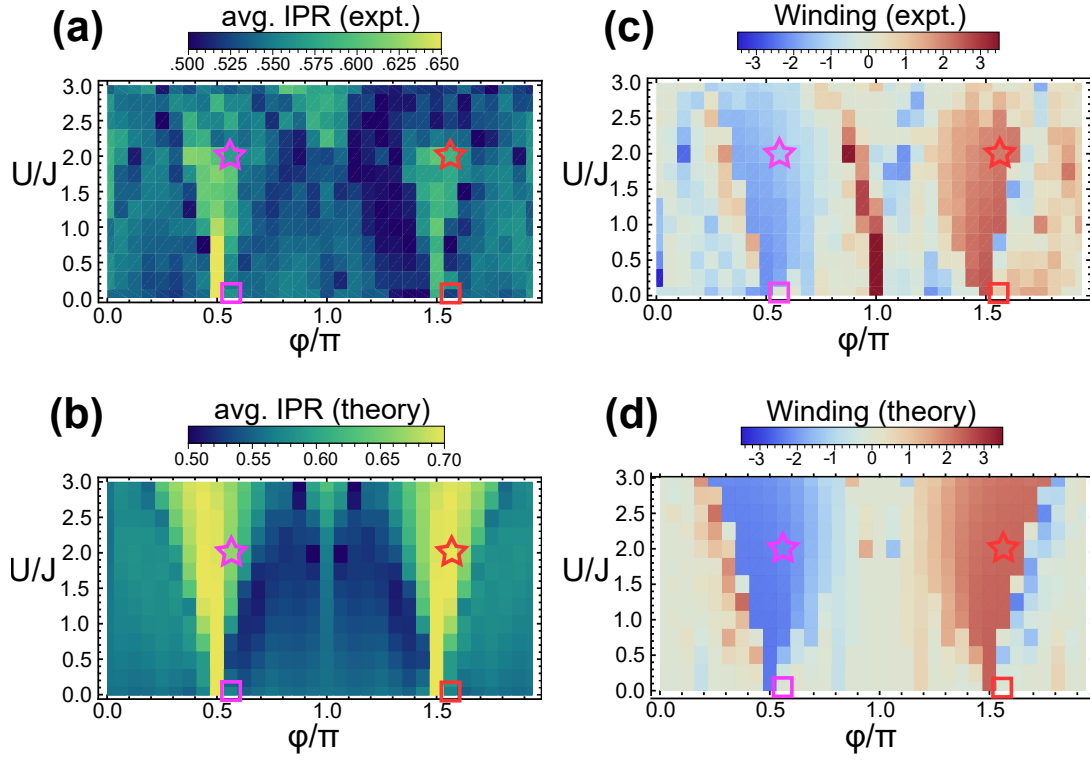 (a)
avg. IPR (expt.)
.500 .525 .550 .575 .600 .625 .650
U/J
3.0
2.5
2.0
1.5
1.0
0.5
0.0
0.0 0.5 1.0 1.5
φ/π
(c)
Winding (expt.)
-3 -2 -1 0 1 2 3
U/J
3.0
2.5
2.0
1.5
1.0
0.5
0.0
0.0 0.5 1.0 1.5
φ/π
(b)
avg. IPR (theory)
0.50 0.55 0.60 0.65 0.70
U/J
3.0
2.5
2.0
1.5
1.0
0.5
0.0
0.0 0.5 1.0 1.5
φ/π
(d)
Winding (theory)
-3 -2 -1 0 1 2 3
U/J
3.0
2.5
2.0
1.5
1.0
0.5
0.0
0.0 0.5 1.0 1.5
φ/π